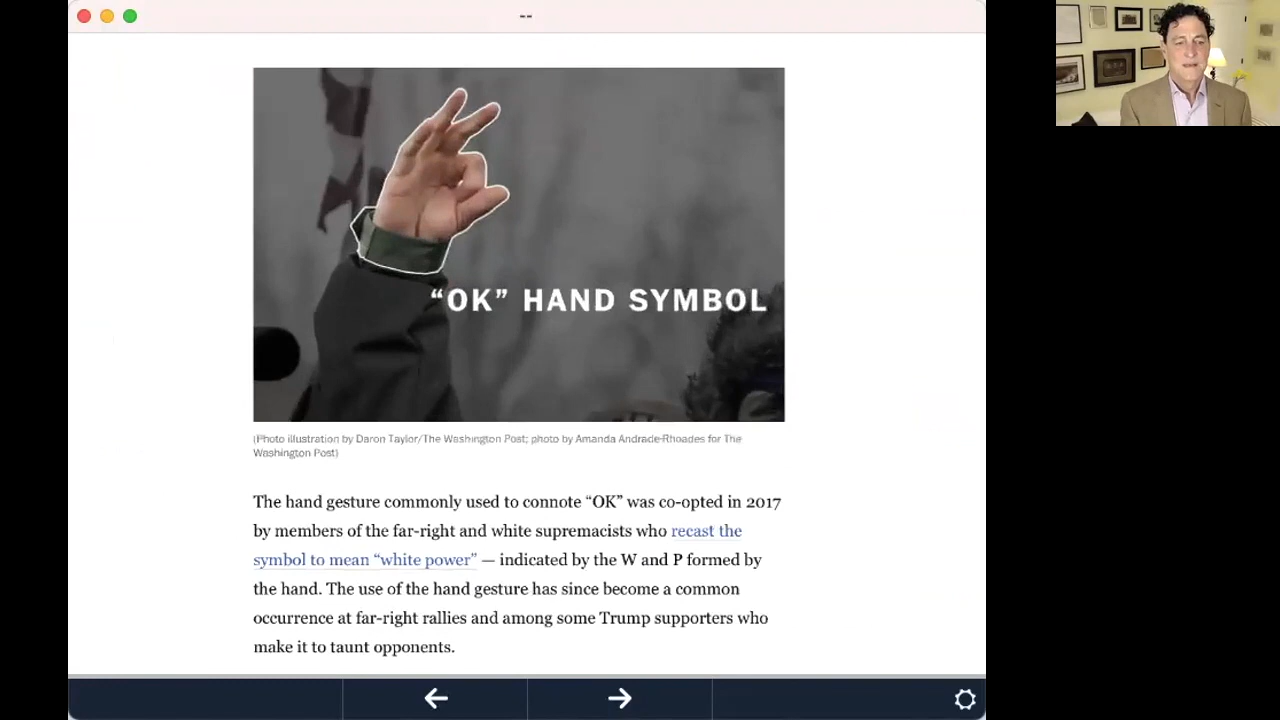 --
“OK” HAND SYMBOL
(Photo illustration by Daron Taylor/The Washington Post; photo by Amanda Andrade-Rhoades for The
Washington Post)
The hand gesture commonly used to connote “OK” was co-opted in 2017
by members of the far-right and white supremacists who recast the
symbol to mean “white power” — indicated by the W and P formed by
the hand. The use of the hand gesture has since become a common
occurrence at far-right rallies and among some Trump supporters who
make it to taunt opponents.